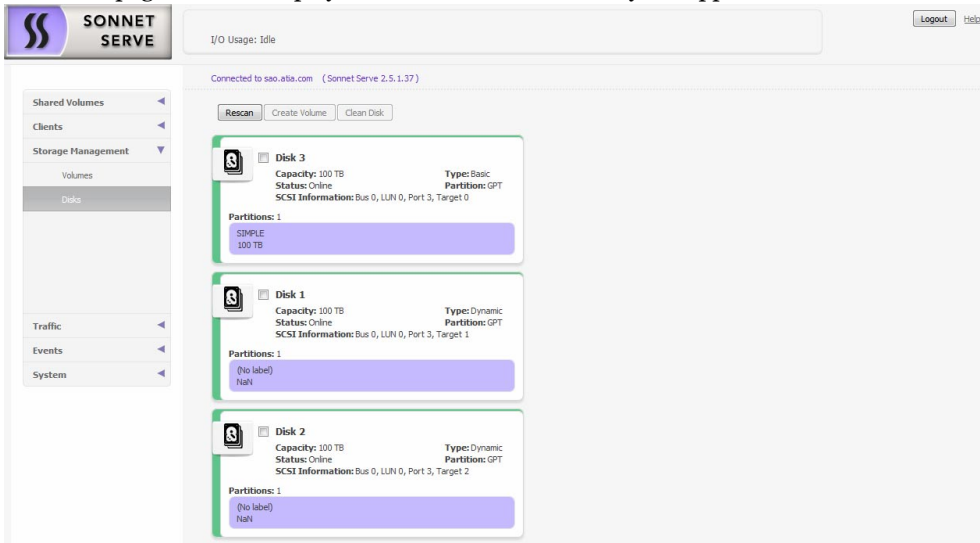 SONNET
SERVE
I/O Usage: Idle
Logout Help
Connected to sao.atia.com (Sonnet Serve 2.5.1.37)
Shared Volumes
Clients
Storage Management
Volumes
Disks
Traffic
Events
System
Rescan Create Volume Clean Disk
Disk 3
Capacity: 100 TB Type: Basic
Status: Online Partition: GPT
SCSI Information: Bus 0, LUN 0, Port 3, Target 0
Partitions: 1
SIMPLE
100 TB
Disk 1
Capacity: 100 TB Type: Dynamic
Status: Online Partition: GPT
SCSI Information: Bus 0, LUN 0, Port 3, Target 1
Partitions: 1
(No label)
NaN
Disk 2
Capacity: 100 TB Type: Dynamic
Status: Online Partition: GPT
SCSI Information: Bus 0, LUN 0, Port 3, Target 2
Partitions: 1
(No label)
NaN